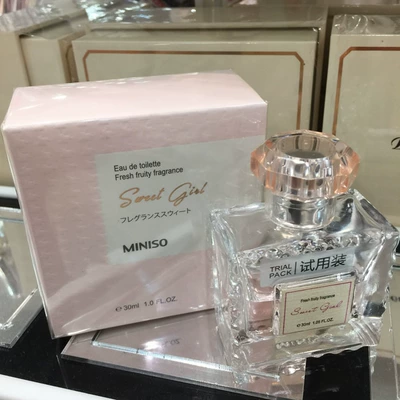 Eau de toilette
Fresh fruity fragrance
Sweet Girl
フレグランススウィート
MINISO
℮30ml 1.0 FL.OZ.
TRIAL
PACK
试用装
Fresh fruity fragrance
Sweet Girl
℮30ml 1.00 FL.OZ.